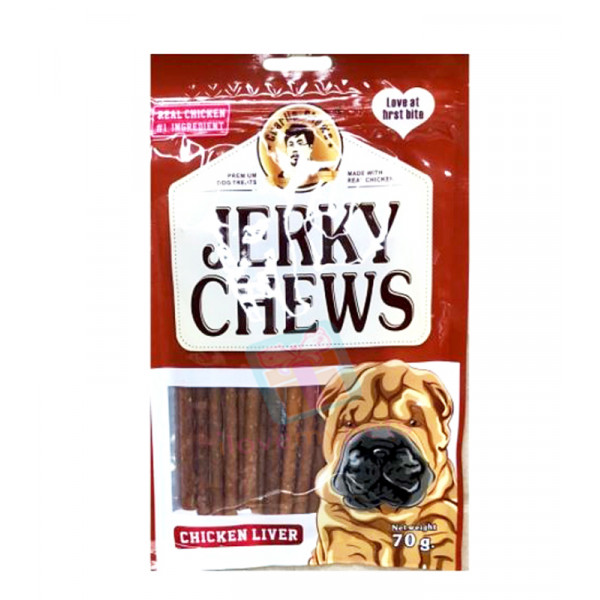 REAL CHICKEN
#1 INGREDIENT
Love at
first bite
PREMIUM
DOG TREATS
MADE WITH
REAL CHICKEN
JERKY
CHEWS
CHICKEN LIVER
Net weight
70 g.